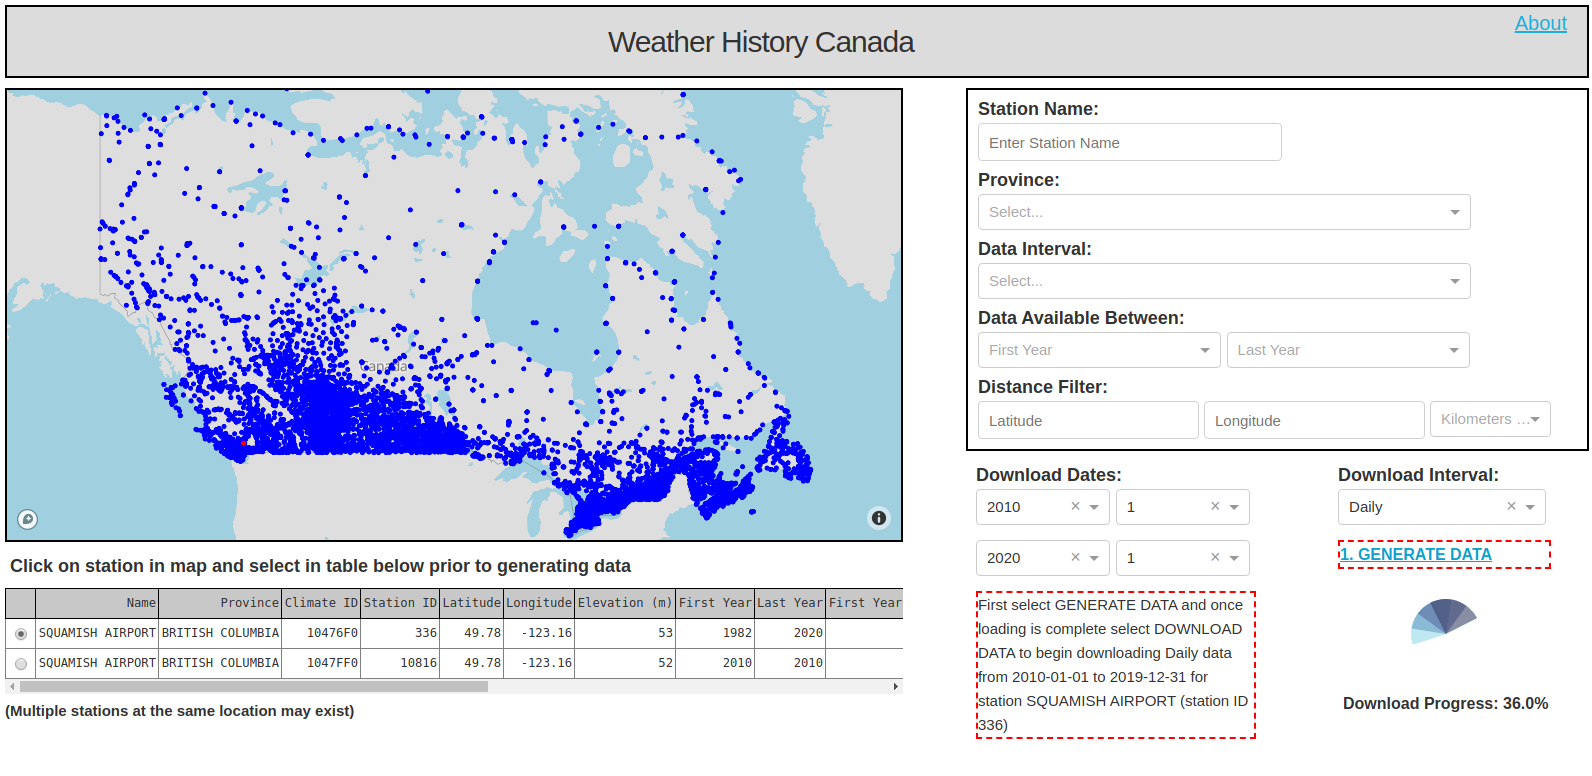 Weather History Canada
About
Canada
Station Name:
Enter Station Name
Province:
Select...
Data Interval:
Select...
Data Available Between:
First Year
Last Year
Distance Filter:
Latitude
Longitude
Kilometers ...
Download Dates:
2010 × 1 ×
2020 × 1 ×
Download Interval:
Daily ×
1. GENERATE DATA
First select GENERATE DATA and once
loading is complete select DOWNLOAD
DATA to begin downloading Daily data
from 2010-01-01 to 2019-12-31 for
station SQUAMISH AIRPORT (station ID
336)
Download Progress: 36.0%
Click on station in map and select in table below prior to generating data
Name Province Climate ID Station ID Latitude Longitude Elevation (m) First Year Last Year First Year
SQUAMISH AIRPORT BRITISH COLUMBIA 10476F0 336 49.78 -123.16 53 1982 2020
SQUAMISH AIRPORT BRITISH COLUMBIA 1047FF0 10816 49.78 -123.16 52 2010 2020
(Multiple stations at the same location may exist)